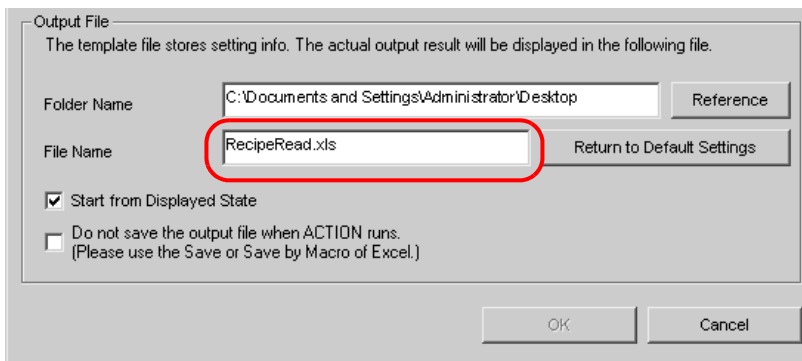 Output File
The template file stores setting info. The actual output result will be displayed in the following file.
Folder Name
C:\Documents and Settings\Administrator\Desktop
Reference
File Name
RecipeRead.xls
Return to Default Settings
Start from Displayed State
Do not save the output file when ACTION runs.
(Please use the Save or Save by Macro of Excel.)
OK
Cancel